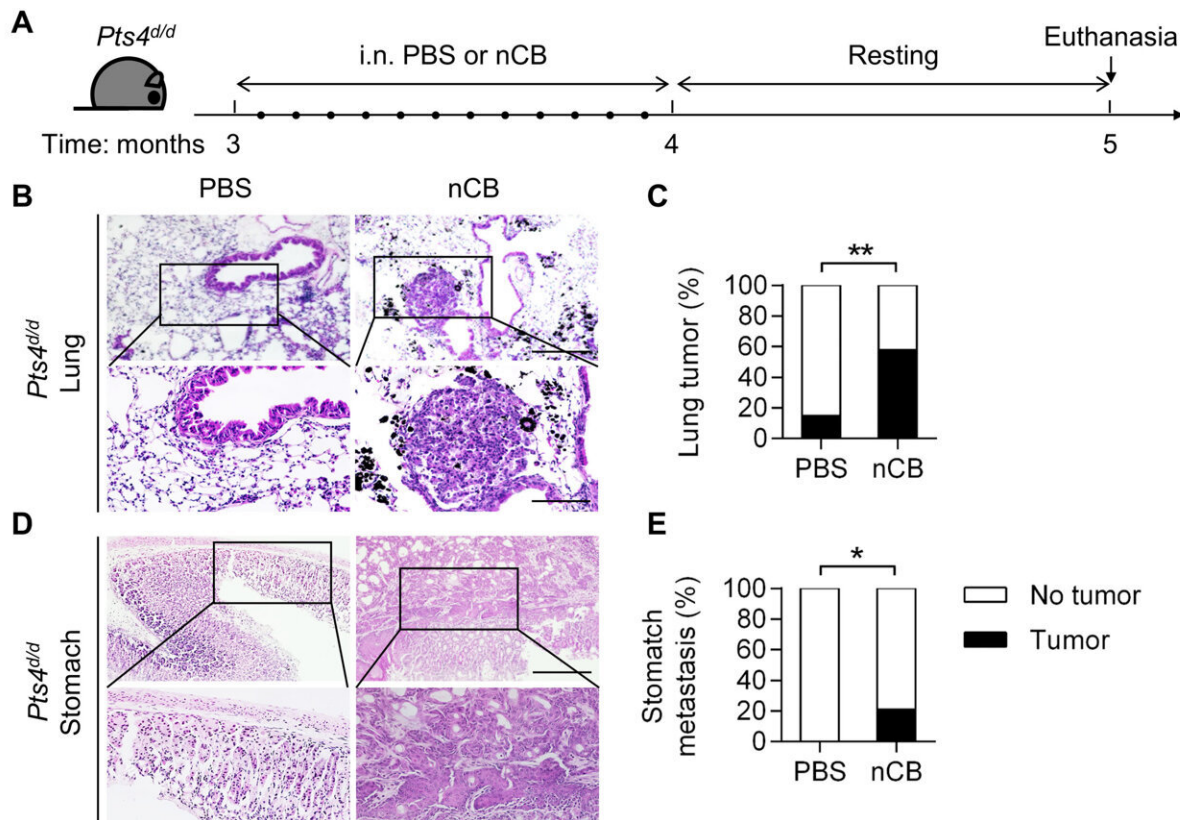 A
Pts4d/d
i.n. PBS or nCB
Resting
Euthanasia
Time: months 3 4 5
B
PBS nCB
Pts4d/d
Lung
C
**
Lung tumor (%)
100
80
60
40
20
0
PBS nCB
D
Pts4d/d
Stomach
E
*
Stomatch
metastasis (%)
100
80
60
40
20
0
PBS nCB
No tumor
Tumor